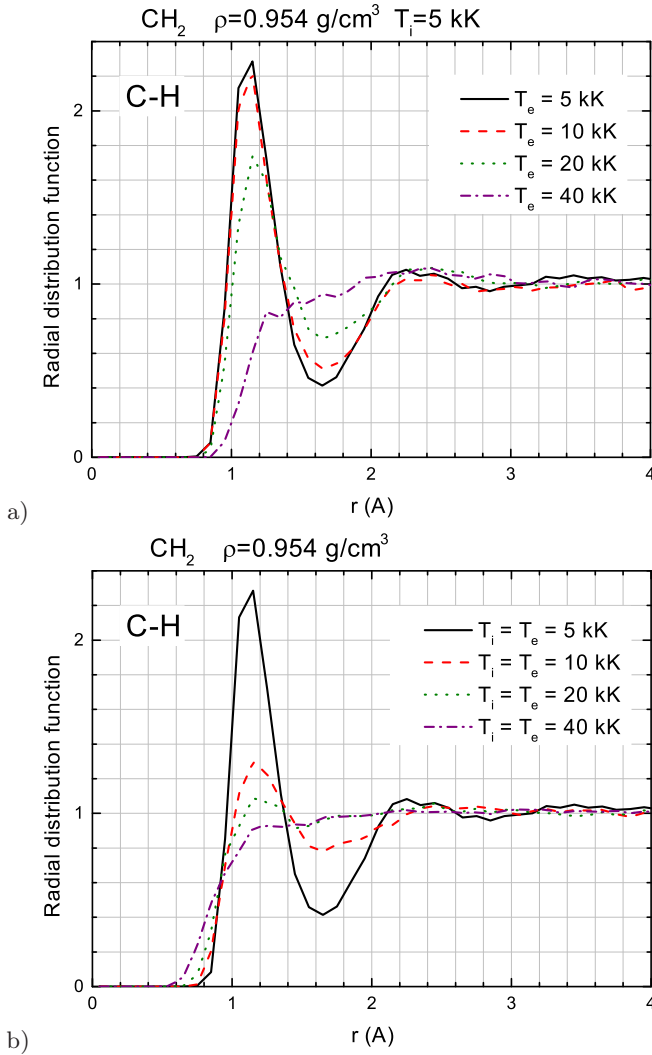 CH₂ ρ=0.954 g/cm³ Tᵢ=5 kK
C-H
Tₑ = 5 kK
Tₑ = 10 kK
Tₑ = 20 kK
Tₑ = 40 kK
Radial distribution function
2
1
0
0 1 2 3 4
r (A)
a)
CH₂ ρ=0.954 g/cm³
C-H
Tᵢ = Tₑ = 5 kK
Tᵢ = Tₑ = 10 kK
Tᵢ = Tₑ = 20 kK
Tᵢ = Tₑ = 40 kK
Radial distribution function
2
1
0
0 1 2 3 4
r (A)
b)